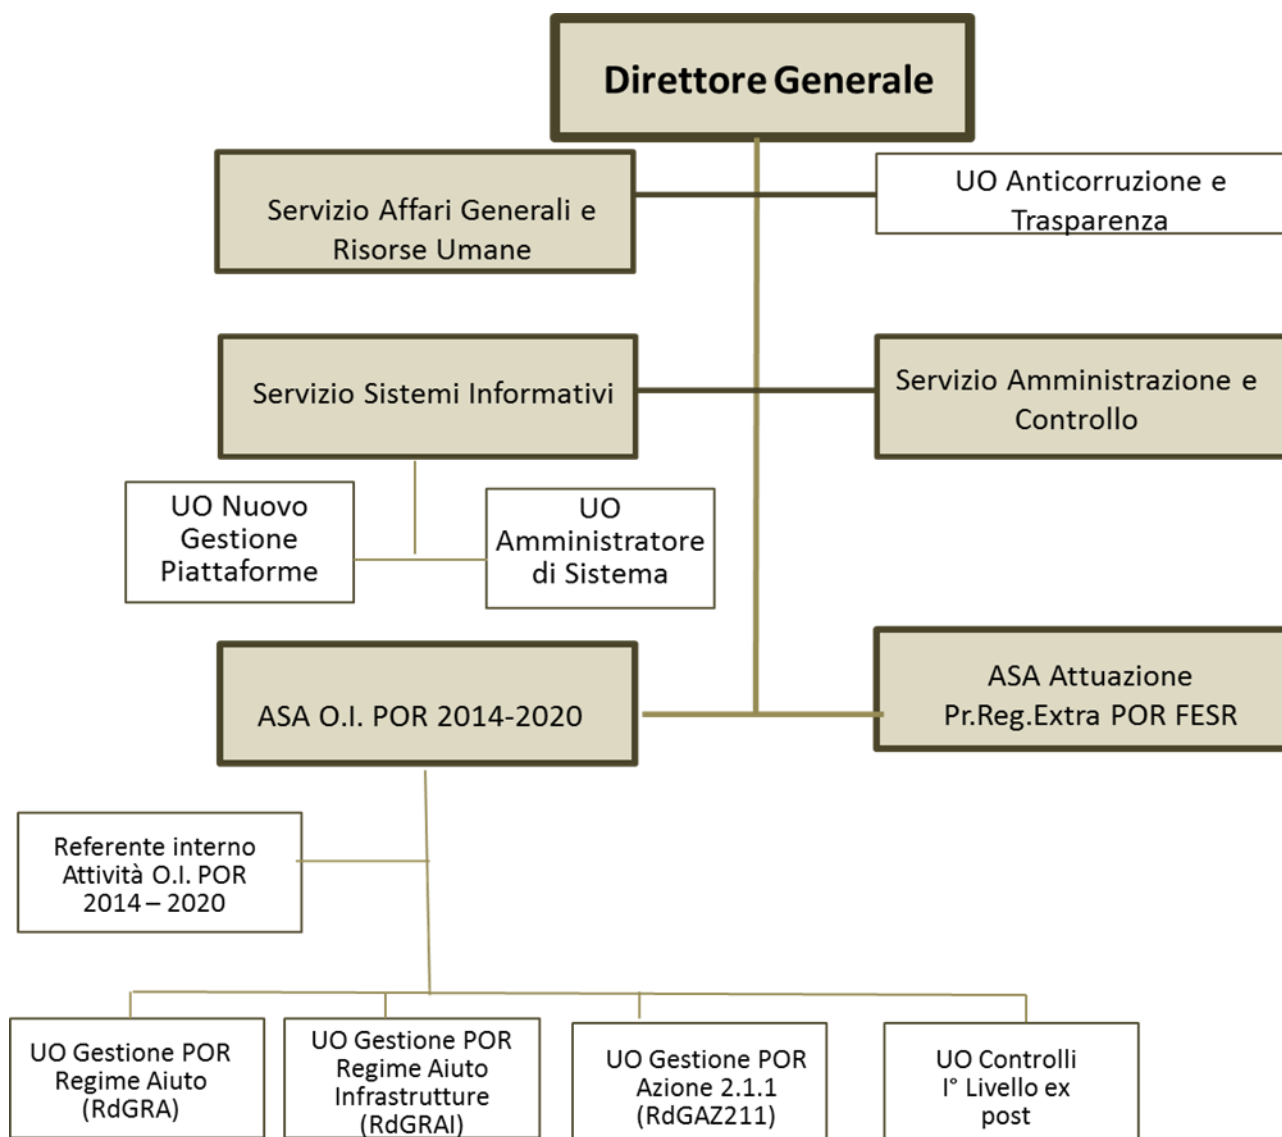 Direttore Generale
Servizio Affari Generali e
Risorse Umane
UO Anticorruzione e
Trasparenza
Servizio Sistemi Informativi
Servizio Amministrazione e
Controllo
UO Nuovo
Gestione
Piattaforme
UO
Amministratore
di Sistema
ASA O.I. POR 2014-2020
ASA Attuazione
Pr.Reg.Extra POR FESR
Referente interno
Attività O.I. POR
2014 – 2020
UO Gestione POR
Regime Aiuto
(RdGRA)
UO Gestione POR
Regime Aiuto
Infrastrutture
(RdGRAI)
UO Gestione POR
Azione 2.1.1
(RdGAZ211)
UO Controlli
I° Livello ex
post